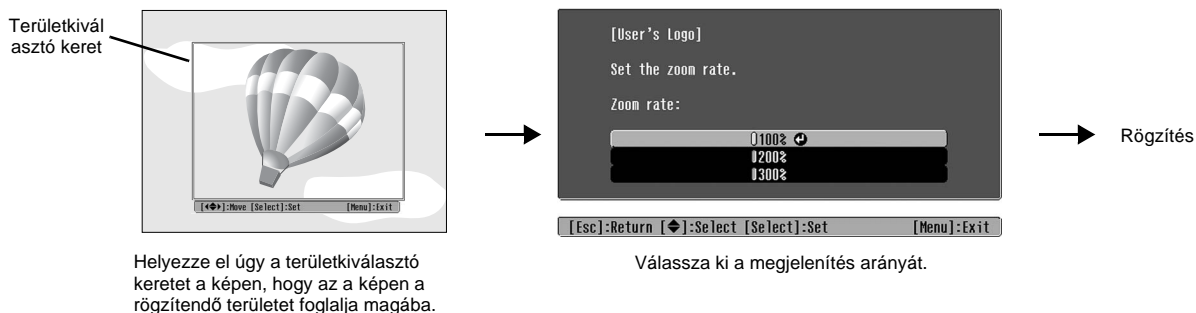 Területkivál
asztó keret
[◄◆►]:Move [Select]:Set [Menu]:Exit
Helyezze el úgy a területkiválasztó
keretet a képen, hogy az a képen a
rögzítendő területet foglalja magába.
[User's Logo]
Set the zoom rate.
Zoom rate:
100%
200%
300%
[Esc]:Return [◆]:Select [Select]:Set [Menu]:Exit
Válassza ki a megjelenítés arányát.
Rögzítés